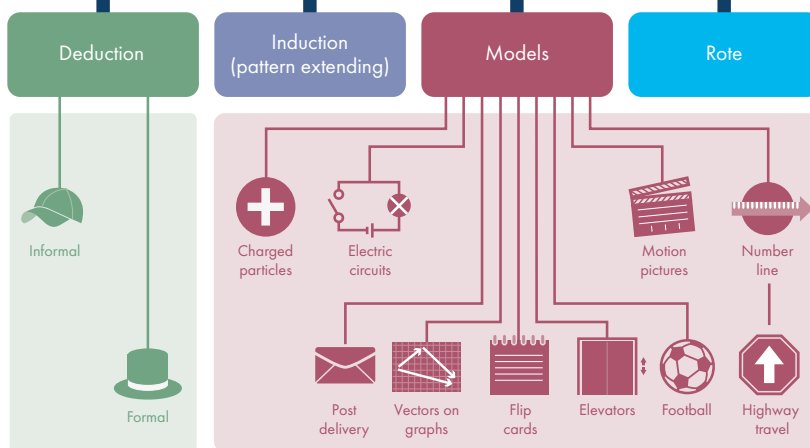 Deduction
Induction
(pattern extending)
Models
Rote
Informal
Formal
Charged
particles
Electric
circuits
Motion
pictures
Number
line
Post
delivery
Vectors on
graphs
Flip
cards
Elevators
Football
Highway
travel